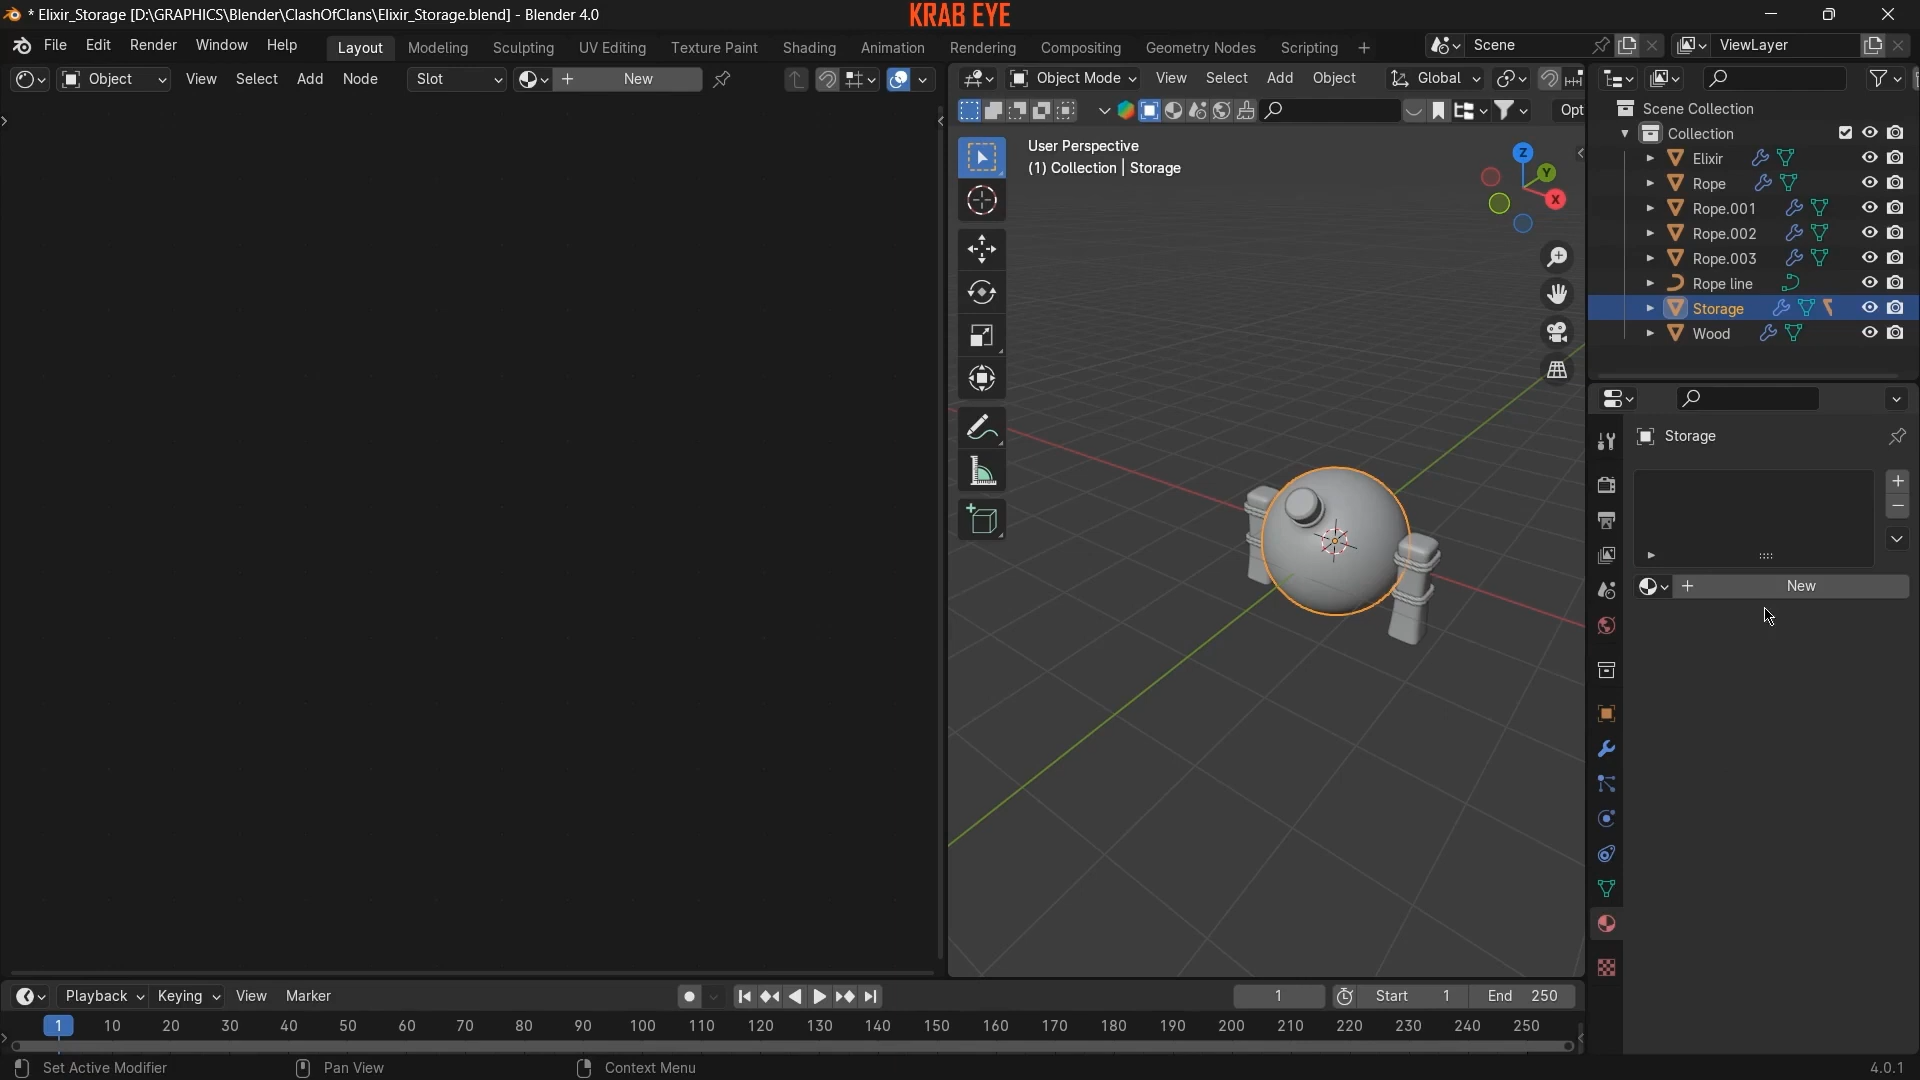 * Elixir_Storage [D:\GRAPHICS\Blender\ClashOfClans\Elixir_Storage.blend] - Blender 4.0
KRAB EYE
File Edit Render Window Help
Layout Modeling Sculpting UV Editing Texture Paint Shading Animation Rendering Compositing Geometry Nodes Scripting +
Scene
ViewLayer
Object View Select Add Node Slot New
Object Mode View Select Add Object Global
Opt
User Perspective
(1) Collection | Storage
Z
Y
X
Scene Collection
Collection
Elixir
Rope
Rope.001
Rope.002
Rope.003
Rope line
Storage
Wood
Storage
New
Playback Keying View Marker
1
Start 1
End 250
1 10 20 30 40 50 60 70 80 90 100 110 120 130 140 150 160 170 180 190 200 210 220 230 240 250
Set Active Modifier
Pan View
Context Menu
4.0.1